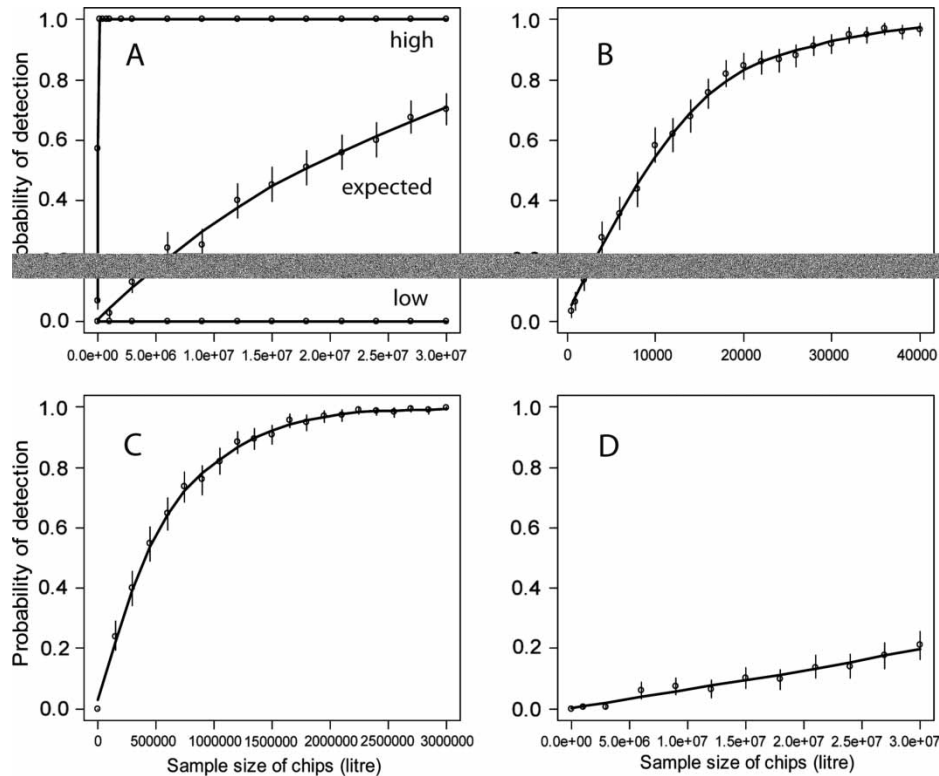 1.0
0.8
0.6
0.4
0.0
A
high
expected
low
0.0e+00 5.0e+06 1.0e+07 1.5e+07 2.0e+07 2.5e+07 3.0e+07
1.0
0.8
0.6
0.4
0.0
B
0 10000 20000 30000 40000
Probability of detection
1.0
0.8
0.6
0.4
0.2
0.0
C
0 500000 1000000 1500000 2000000 2500000 3000000
Sample size of chips (litre)
Probability of detection
1.0
0.8
0.6
0.4
0.2
0.0
D
0.0e+00 5.0e+06 1.0e+07 1.5e+07 2.0e+07 2.5e+07 3.0e+07
Sample size of chips (litre)